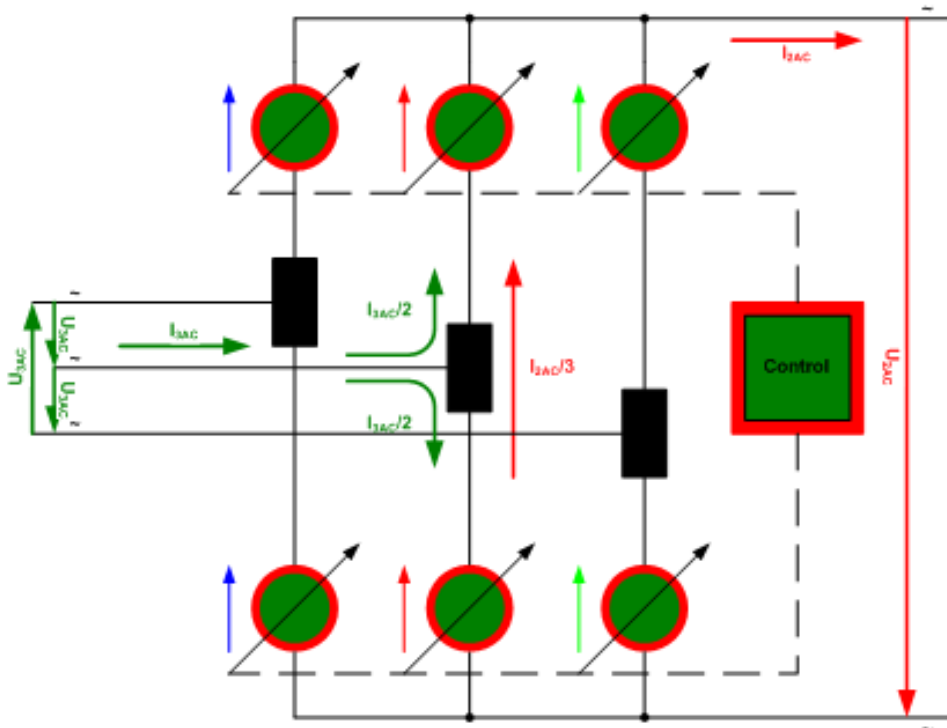 ~
I2AC
~
I3AC/2
I3AC
U3AC
U3AC
~
I2AC/3
Control
U2AC
U3AC
I3AC/2
~
~